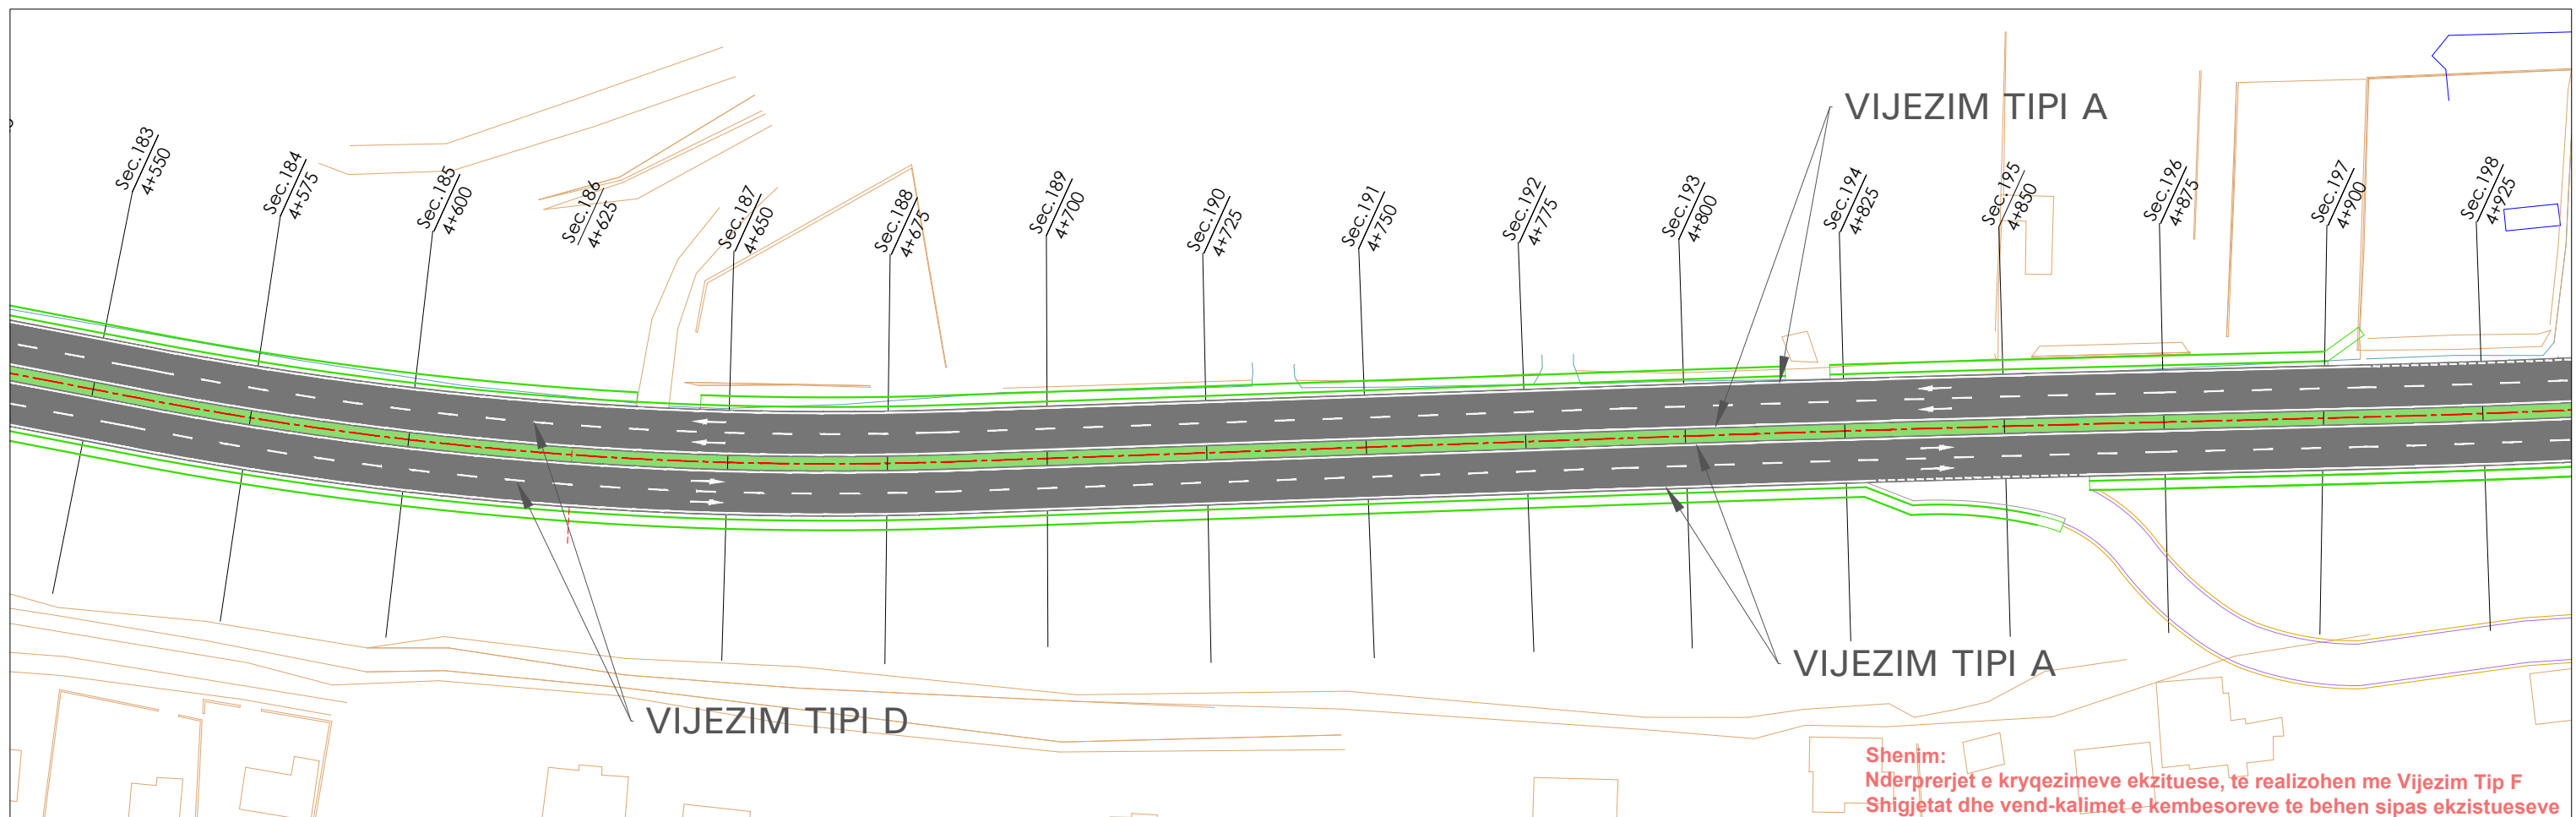 VIJEZIM TIPI A
Sec.183
4+550
Sec.184
4+575
Sec.185
4+600
Sec.186
4+625
Sec.187
4+650
Sec.188
4+675
Sec.189
4+700
Sec.190
4+725
Sec.191
4+750
Sec.192
4+775
Sec.193
4+800
Sec.194
4+825
Sec.195
4+850
Sec.196
4+875
Sec.197
4+900
Sec.198
4+925
VIJEZIM TIPI A
VIJEZIM TIPI D
Shenim:
Nderprerjet e kryqezimeve ekzituese, te realizohen me Vijezim Tip F
Shigjetat dhe vend-kalimet e kembesoreve te behen sipas ekzistueseve